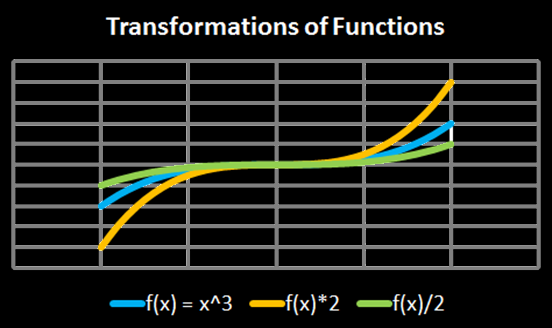 Transformations of Functions
f(x) = x^3 f(x)*2 f(x)/2